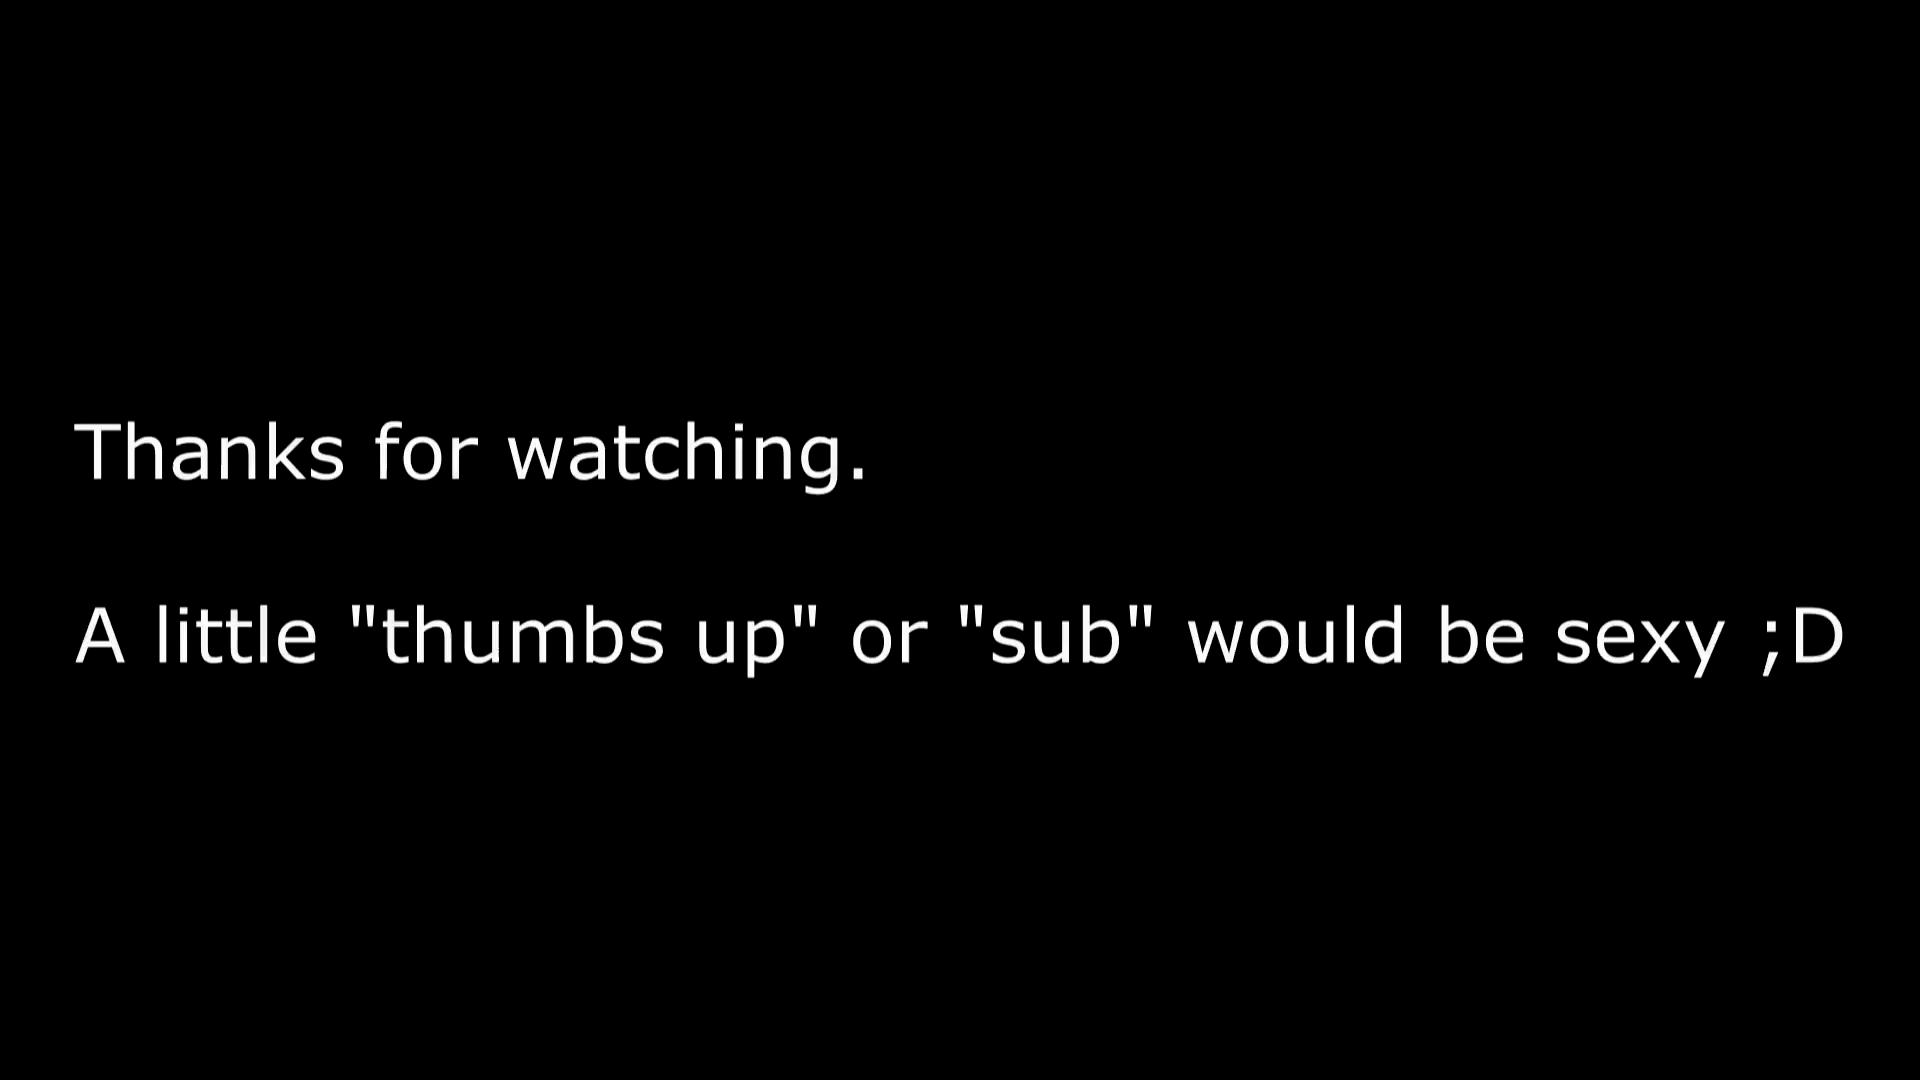 Thanks for watching.
A little "thumbs up" or "sub" would be sexy ;D